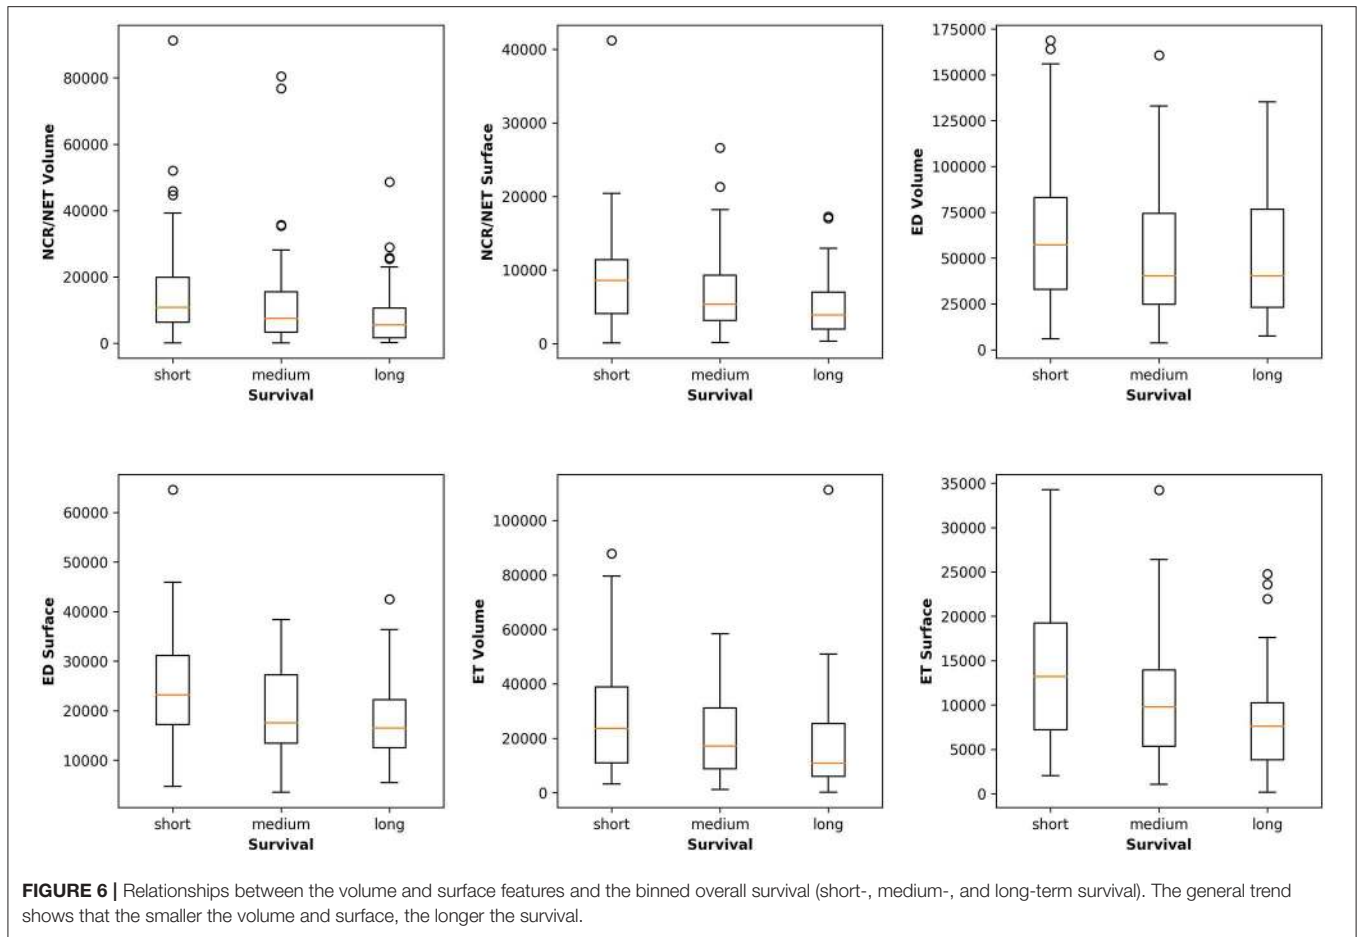 80000
60000
40000
20000
0
NCR/NET Volume
short medium long
Survival
40000
30000
20000
10000
0
NCR/NET Surface
short medium long
Survival
175000
150000
125000
100000
75000
50000
25000
0
ED Volume
short medium long
Survival
60000
50000
40000
30000
20000
10000
ED Surface
short medium long
Survival
100000
80000
60000
40000
20000
0
ET Volume
short medium long
Survival
35000
30000
25000
20000
15000
10000
5000
0
ET Surface
short medium long
Survival
FIGURE 6 | Relationships between the volume and surface features and the binned overall survival (short-, medium-, and long-term survival). The general trend
shows that the smaller the volume and surface, the longer the survival.